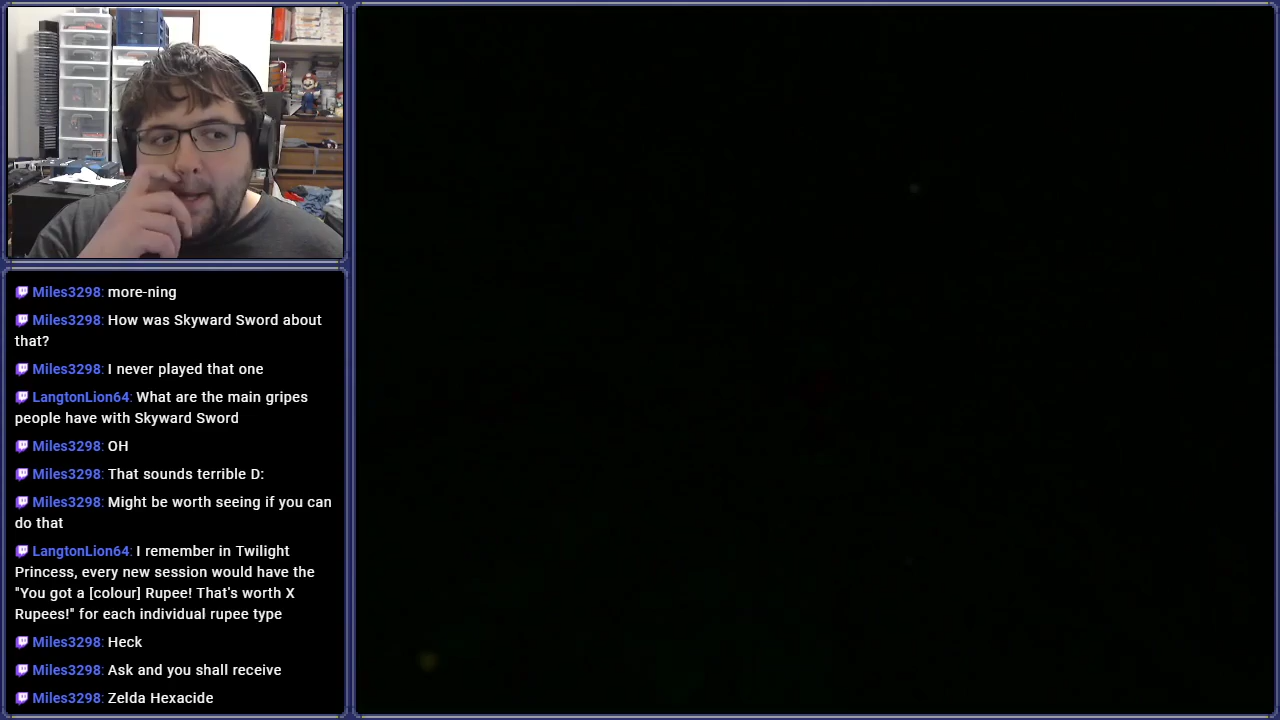 Miles3298: more-ning
Miles3298: How was Skyward Sword about
that?
Miles3298: I never played that one
LangtonLion64: What are the main gripes
people have with Skyward Sword
Miles3298: OH
Miles3298: That sounds terrible D:
Miles3298: Might be worth seeing if you can
do that
LangtonLion64: I remember in Twilight
Princess, every new session would have the
"You got a [colour] Rupee! That's worth X
Rupees!" for each individual rupee type
Miles3298: Heck
Miles3298: Ask and you shall receive
Miles3298: Zelda Hexacide